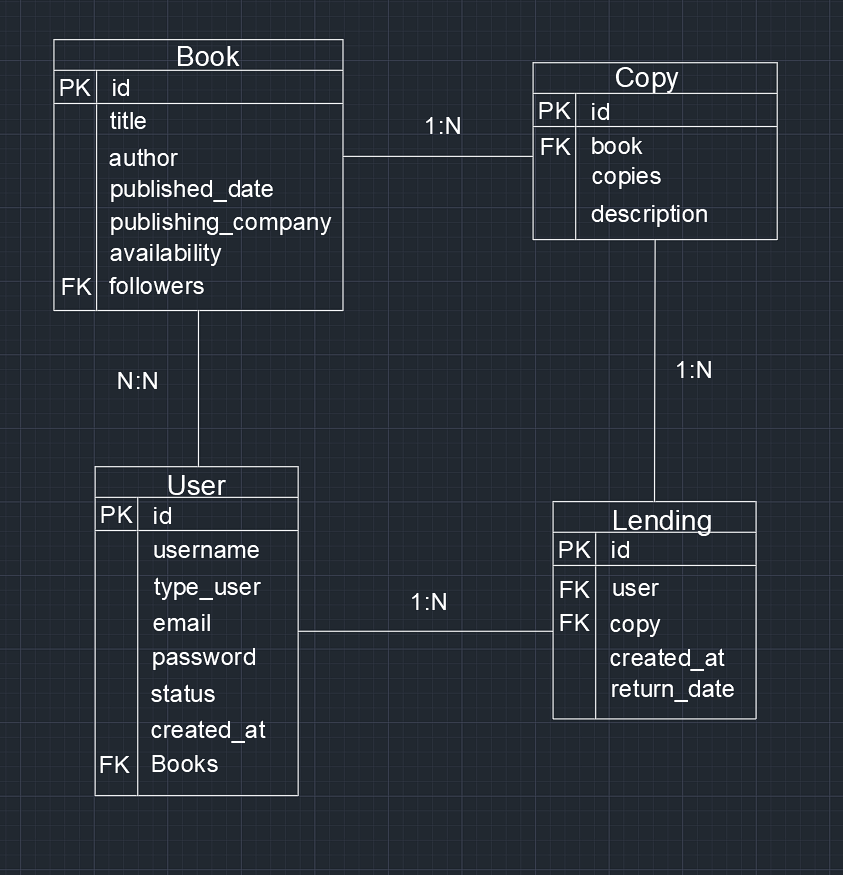 Book
PK id
title
author
published_date
publishing_company
availability
FK followers
1:N
Copy
PK id
FK book
copies
description
N:N
1:N
User
PK id
username
type_user
email
password
status
created_at
FK Books
1:N
Lending
PK id
FK user
FK copy
created_at
return_date